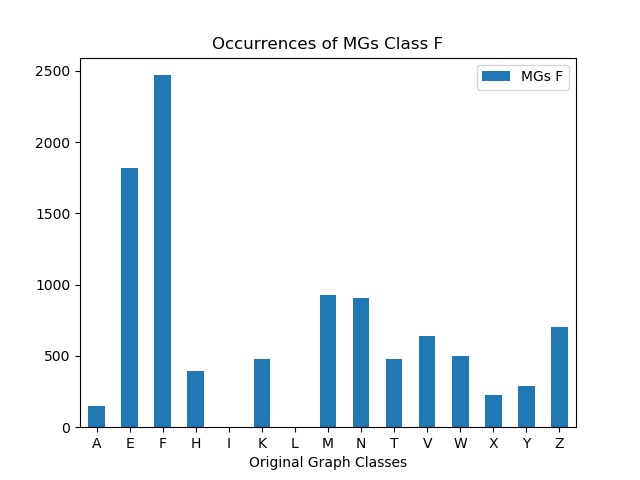 Occurrences of MGs Class F
MGs F
2500
2000
1500
1000
500
0
A E F H I K L M N T V W X Y Z
Original Graph Classes